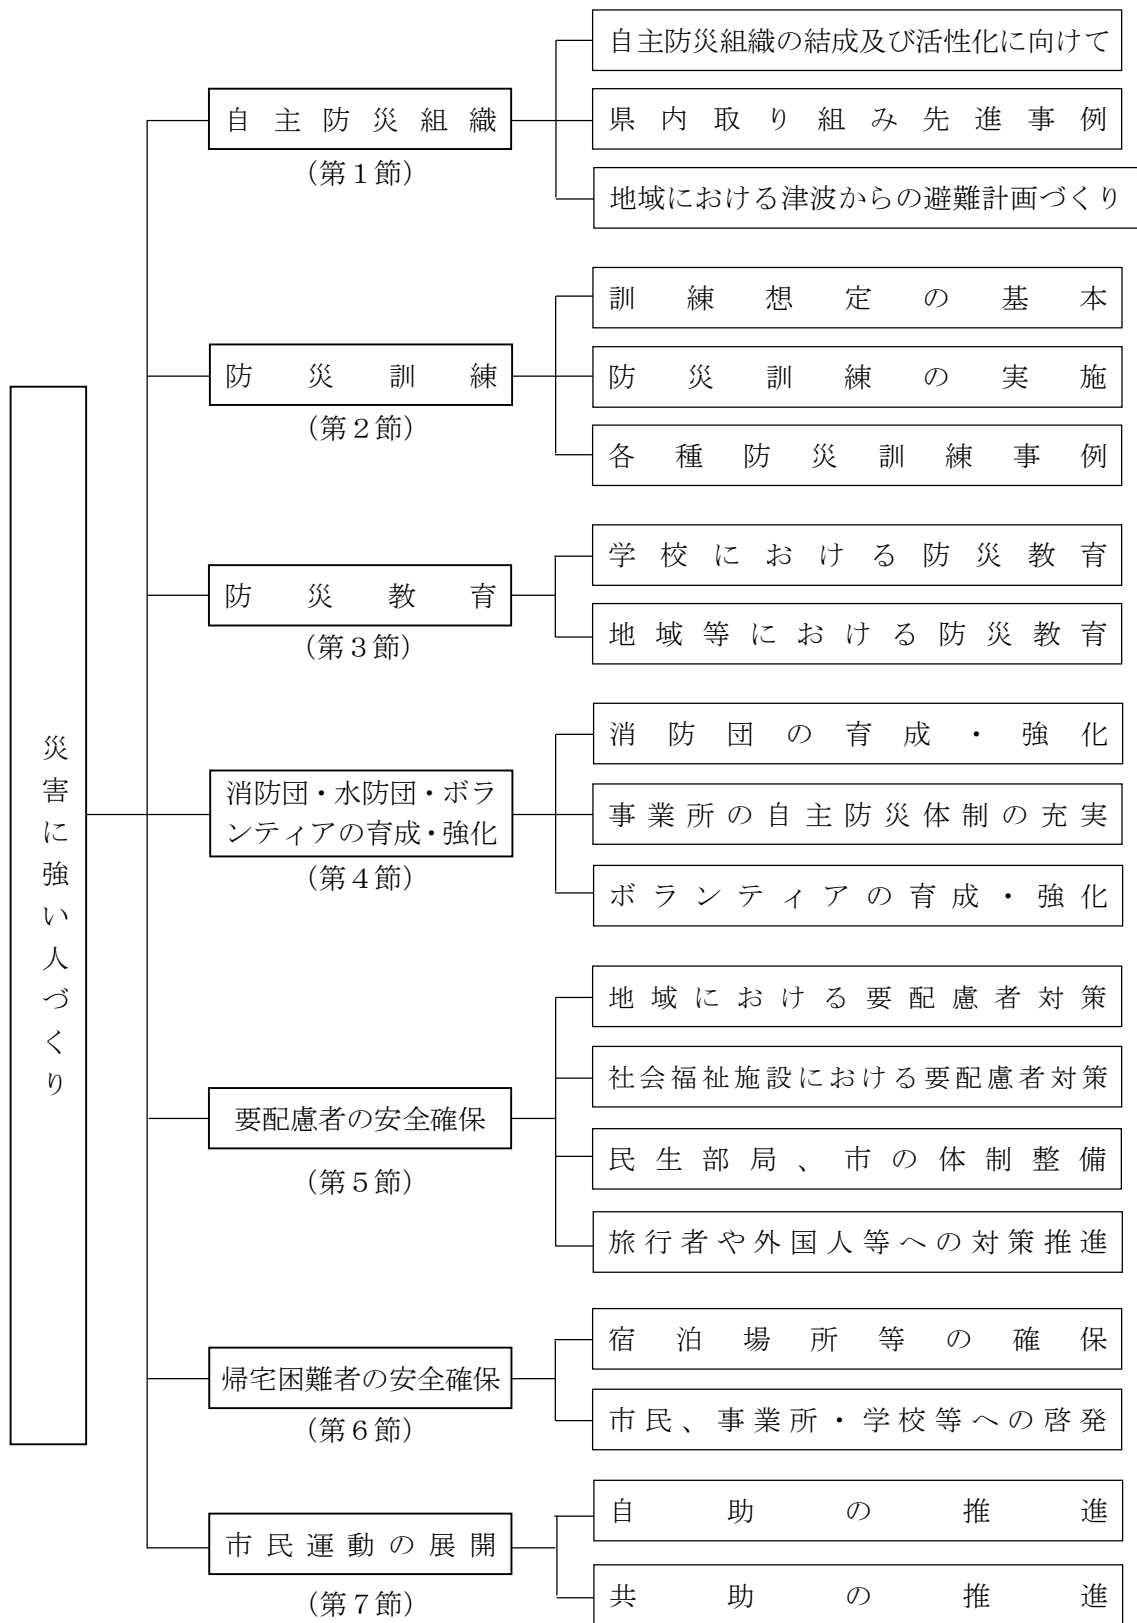 災害に強い人づくり
自主防災組織
(第1節)
自主防災組織の結成及び活性化に向けて
県内取り組み先進事例
地域における津波からの避難計画づくり
防災訓練
(第2節)
訓練想定の基本
防災訓練の実施
各種防災訓練事例
防災教育
(第3節)
学校における防災教育
地域等における防災教育
消防団・水防団・ボラ
ンティアの育成・強化
(第4節)
消防団の育成・強化
事業所の自主防災体制の充実
ボランティアの育成・強化
要配慮者の安全確保
(第5節)
地域における要配慮者対策
社会福祉施設における要配慮者対策
民生部局、市の体制整備
旅行者や外国人等への対策推進
帰宅困難者の安全確保
(第6節)
宿泊場所等の確保
市民、事業所・学校等への啓発
市民運動の展開
(第7節)
自助の推進
共助の推進